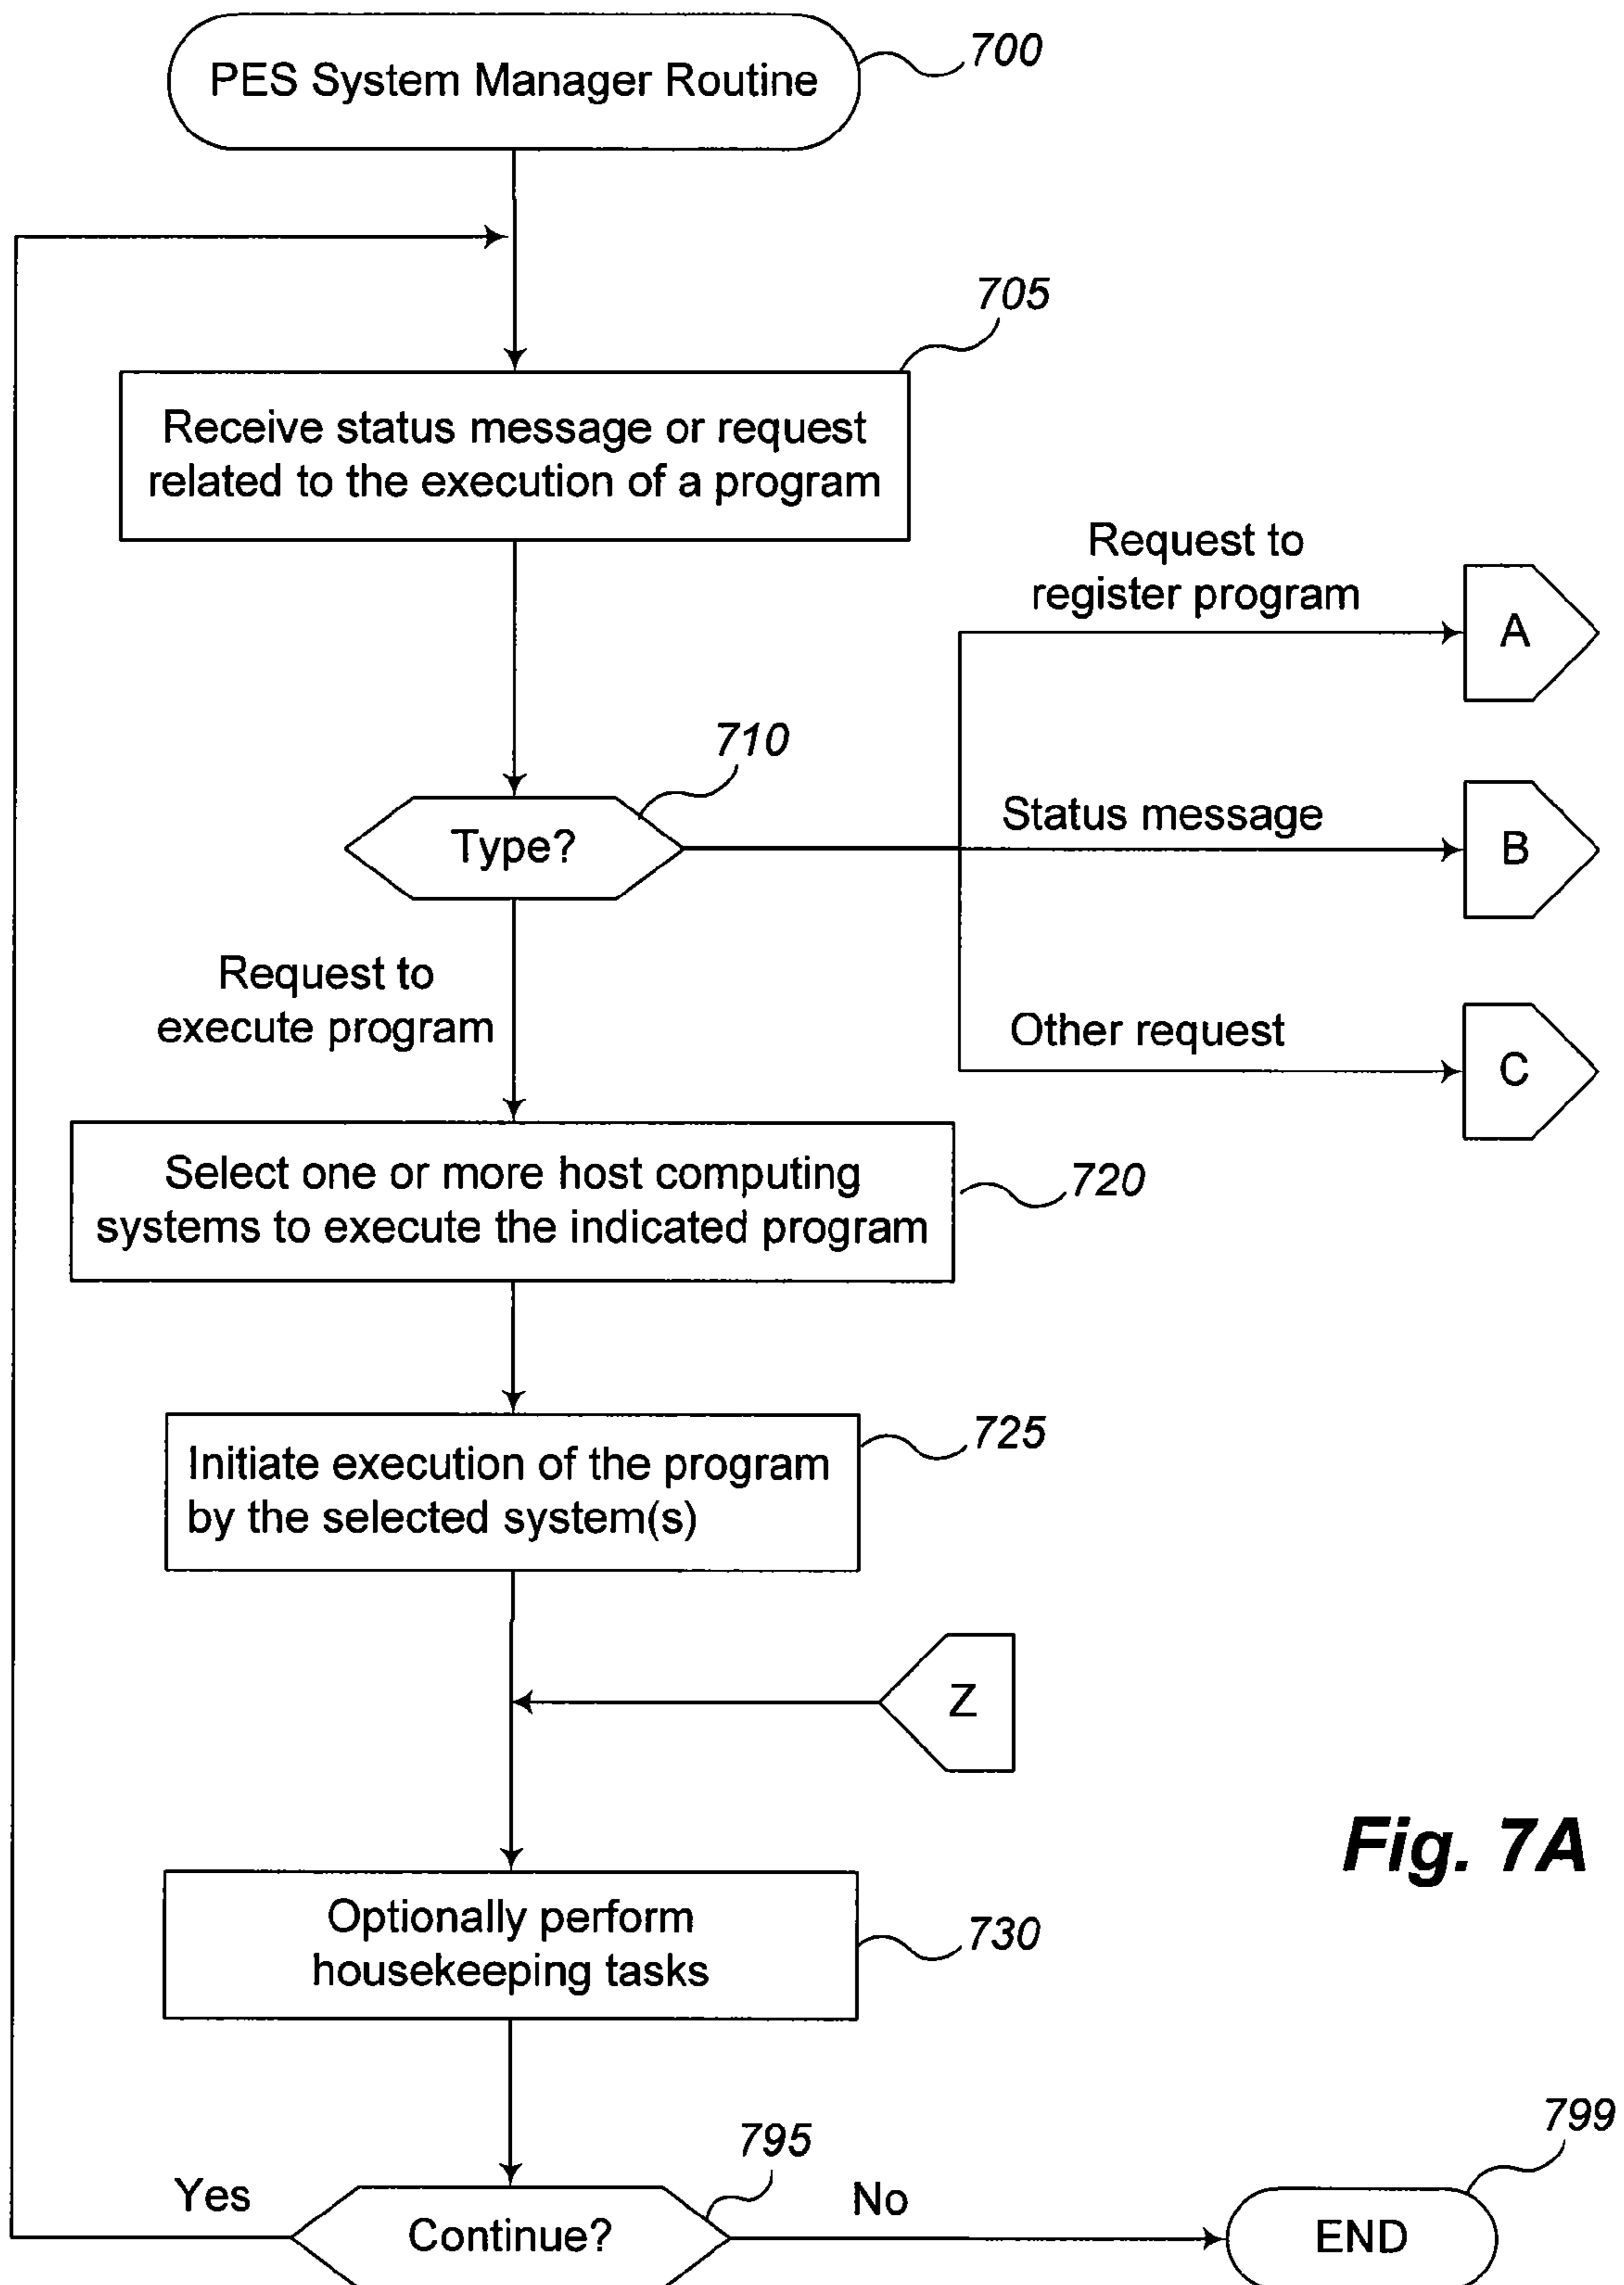 PES System Manager Routine
700
705
Receive status message or request
related to the execution of a program
Request to
register program
A
710
Type?
Status message
B
Request to
execute program
Other request
C
Select one or more host computing
systems to execute the indicated program
720
Initiate execution of the program
by the selected system(s)
725
Z
Fig. 7A
Optionally perform
housekeeping tasks
730
795
799
Yes
Continue?
No
END